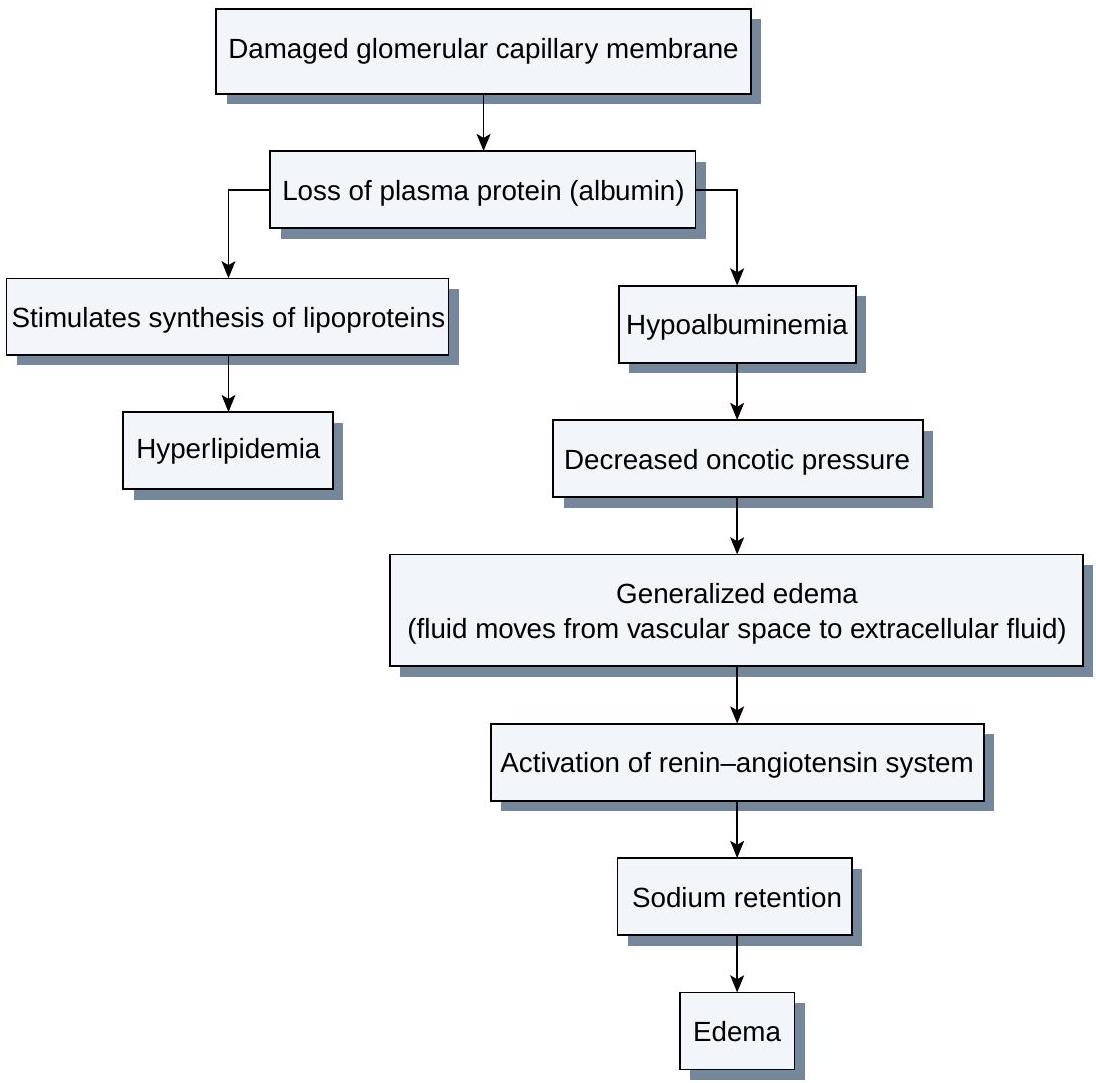 Damaged glomerular capillary membrane
Loss of plasma protein (albumin)
Stimulates synthesis of lipoproteins
Hyperlipidemia
Hypoalbuminemia
Decreased oncotic pressure
Generalized edema
(fluid moves from vascular space to extracellular fluid)
Activation of renin–angiotensin system
Sodium retention
Edema